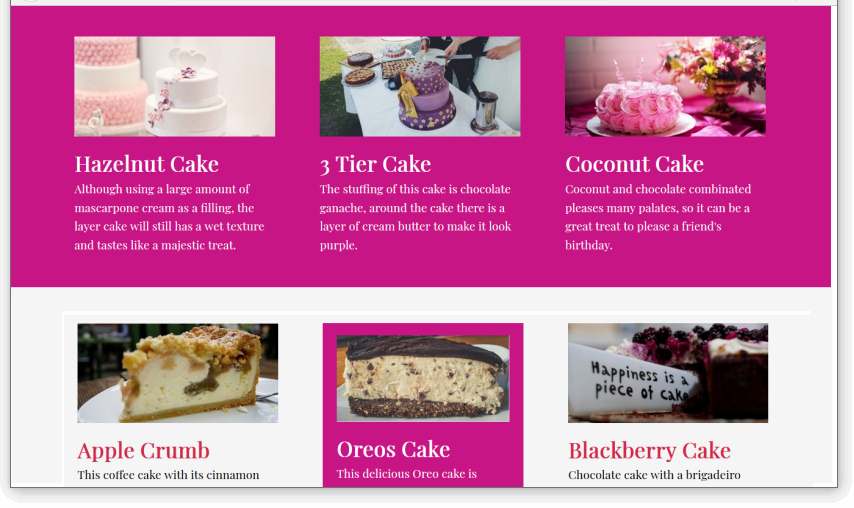 Hazelnut Cake
Although using a large amount of
mascarpone cream as a filling, the
layer cake will still has a wet texture
and tastes like a majestic treat.
3 Tier Cake
The stuffing of this cake is chocolate
ganache, around the cake there is a
layer of cream butter to make it look
purple.
Coconut Cake
Coconut and chocolate combinated
pleases many palates, so it can be a
great treat to please a friend's
birthday.
Happiness is a
piece of cake
Apple Crumb
This coffee cake with its cinnamon
Oreos Cake
This delicious Oreo cake is
Blackberry Cake
Chocolate cake with a brigadeiro